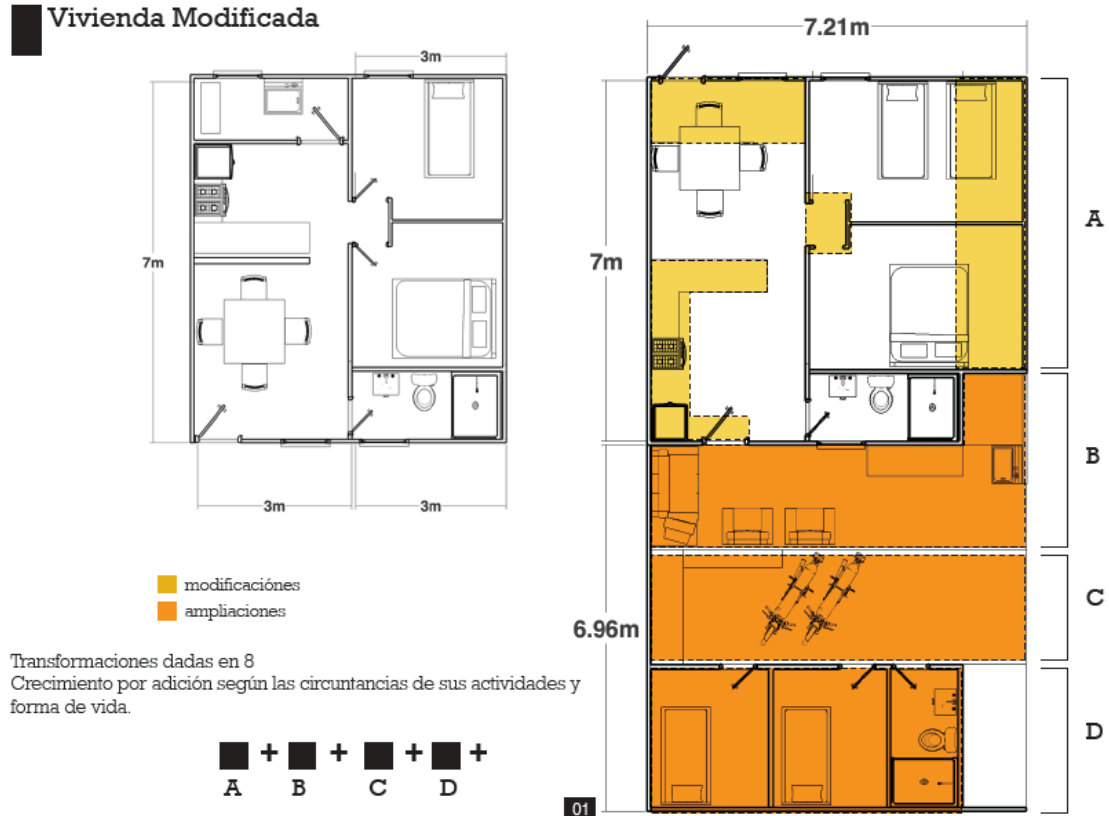 Vivienda Modificada
3m
7m
3m
3m
7.21m
7m
6.96m
A
B
C
D
modificaciónes
ampliaciones
Transformaciones dadas en 8
Crecimiento por adición según las circuntancias de sus actividades y
forma de vida.
+ + + +
A B C D
01